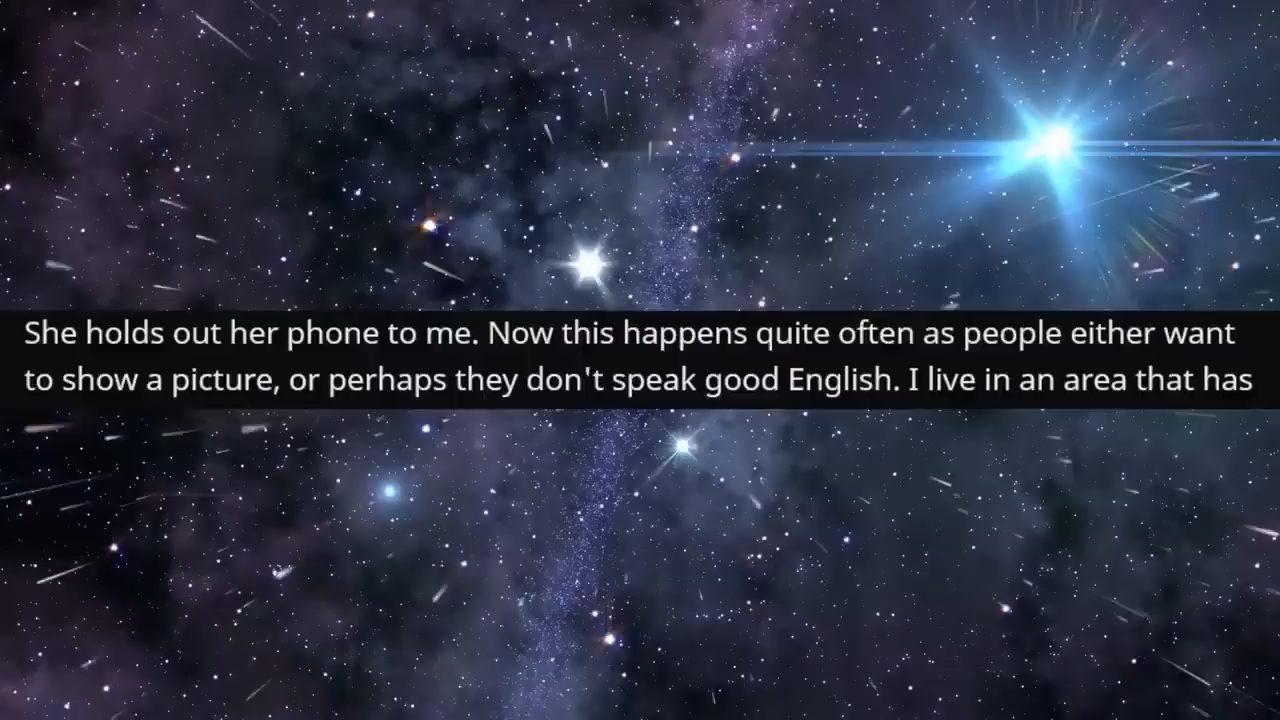 She holds out her phone to me. Now this happens quite often as people either want
to show a picture, or perhaps they don't speak good English. I live in an area that has